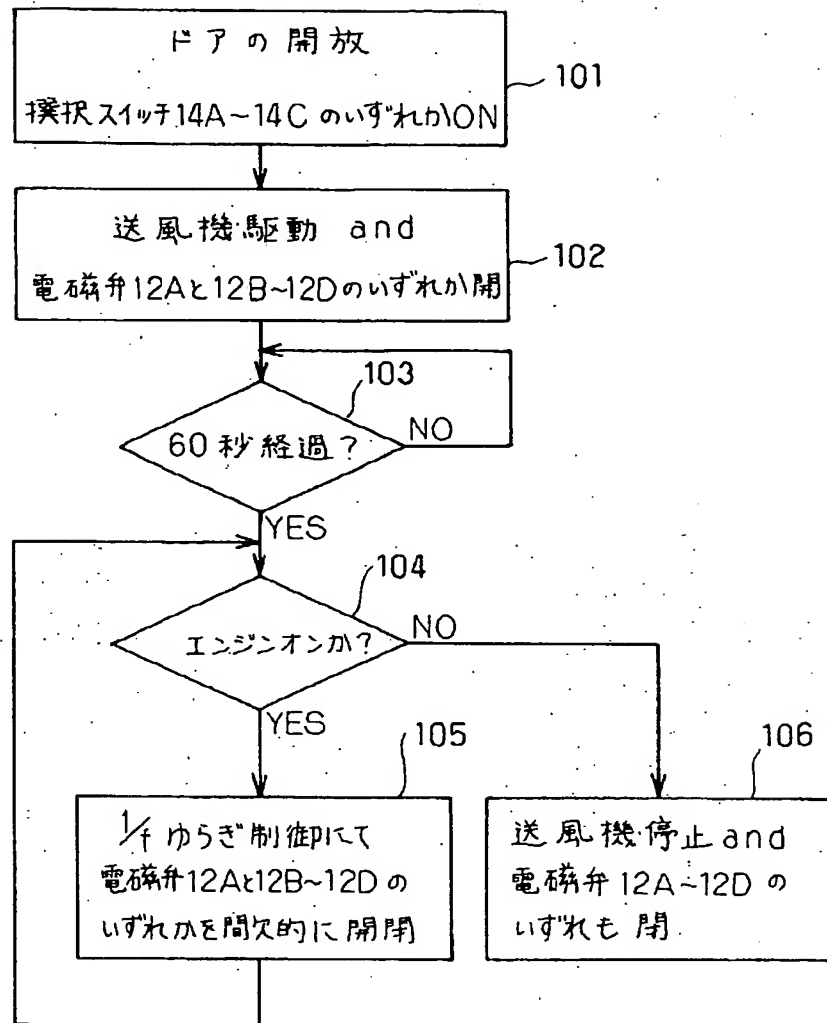 ドアの開放
101
撰択スイッチ14A~14CのいずれかON
送風機駆動 and
102
電磁弁12Aと12B~12Dのいずれか開
103
60秒経過?
NO
YES
104
エンジンオンか?
NO
YES
105
106
1/f ゆらぎ制御にて
電磁弁12Aと12B~12Dの
いずれかを間欠的に開閉
送風機停止and
電磁弁12A~12Dの
いずれも閉